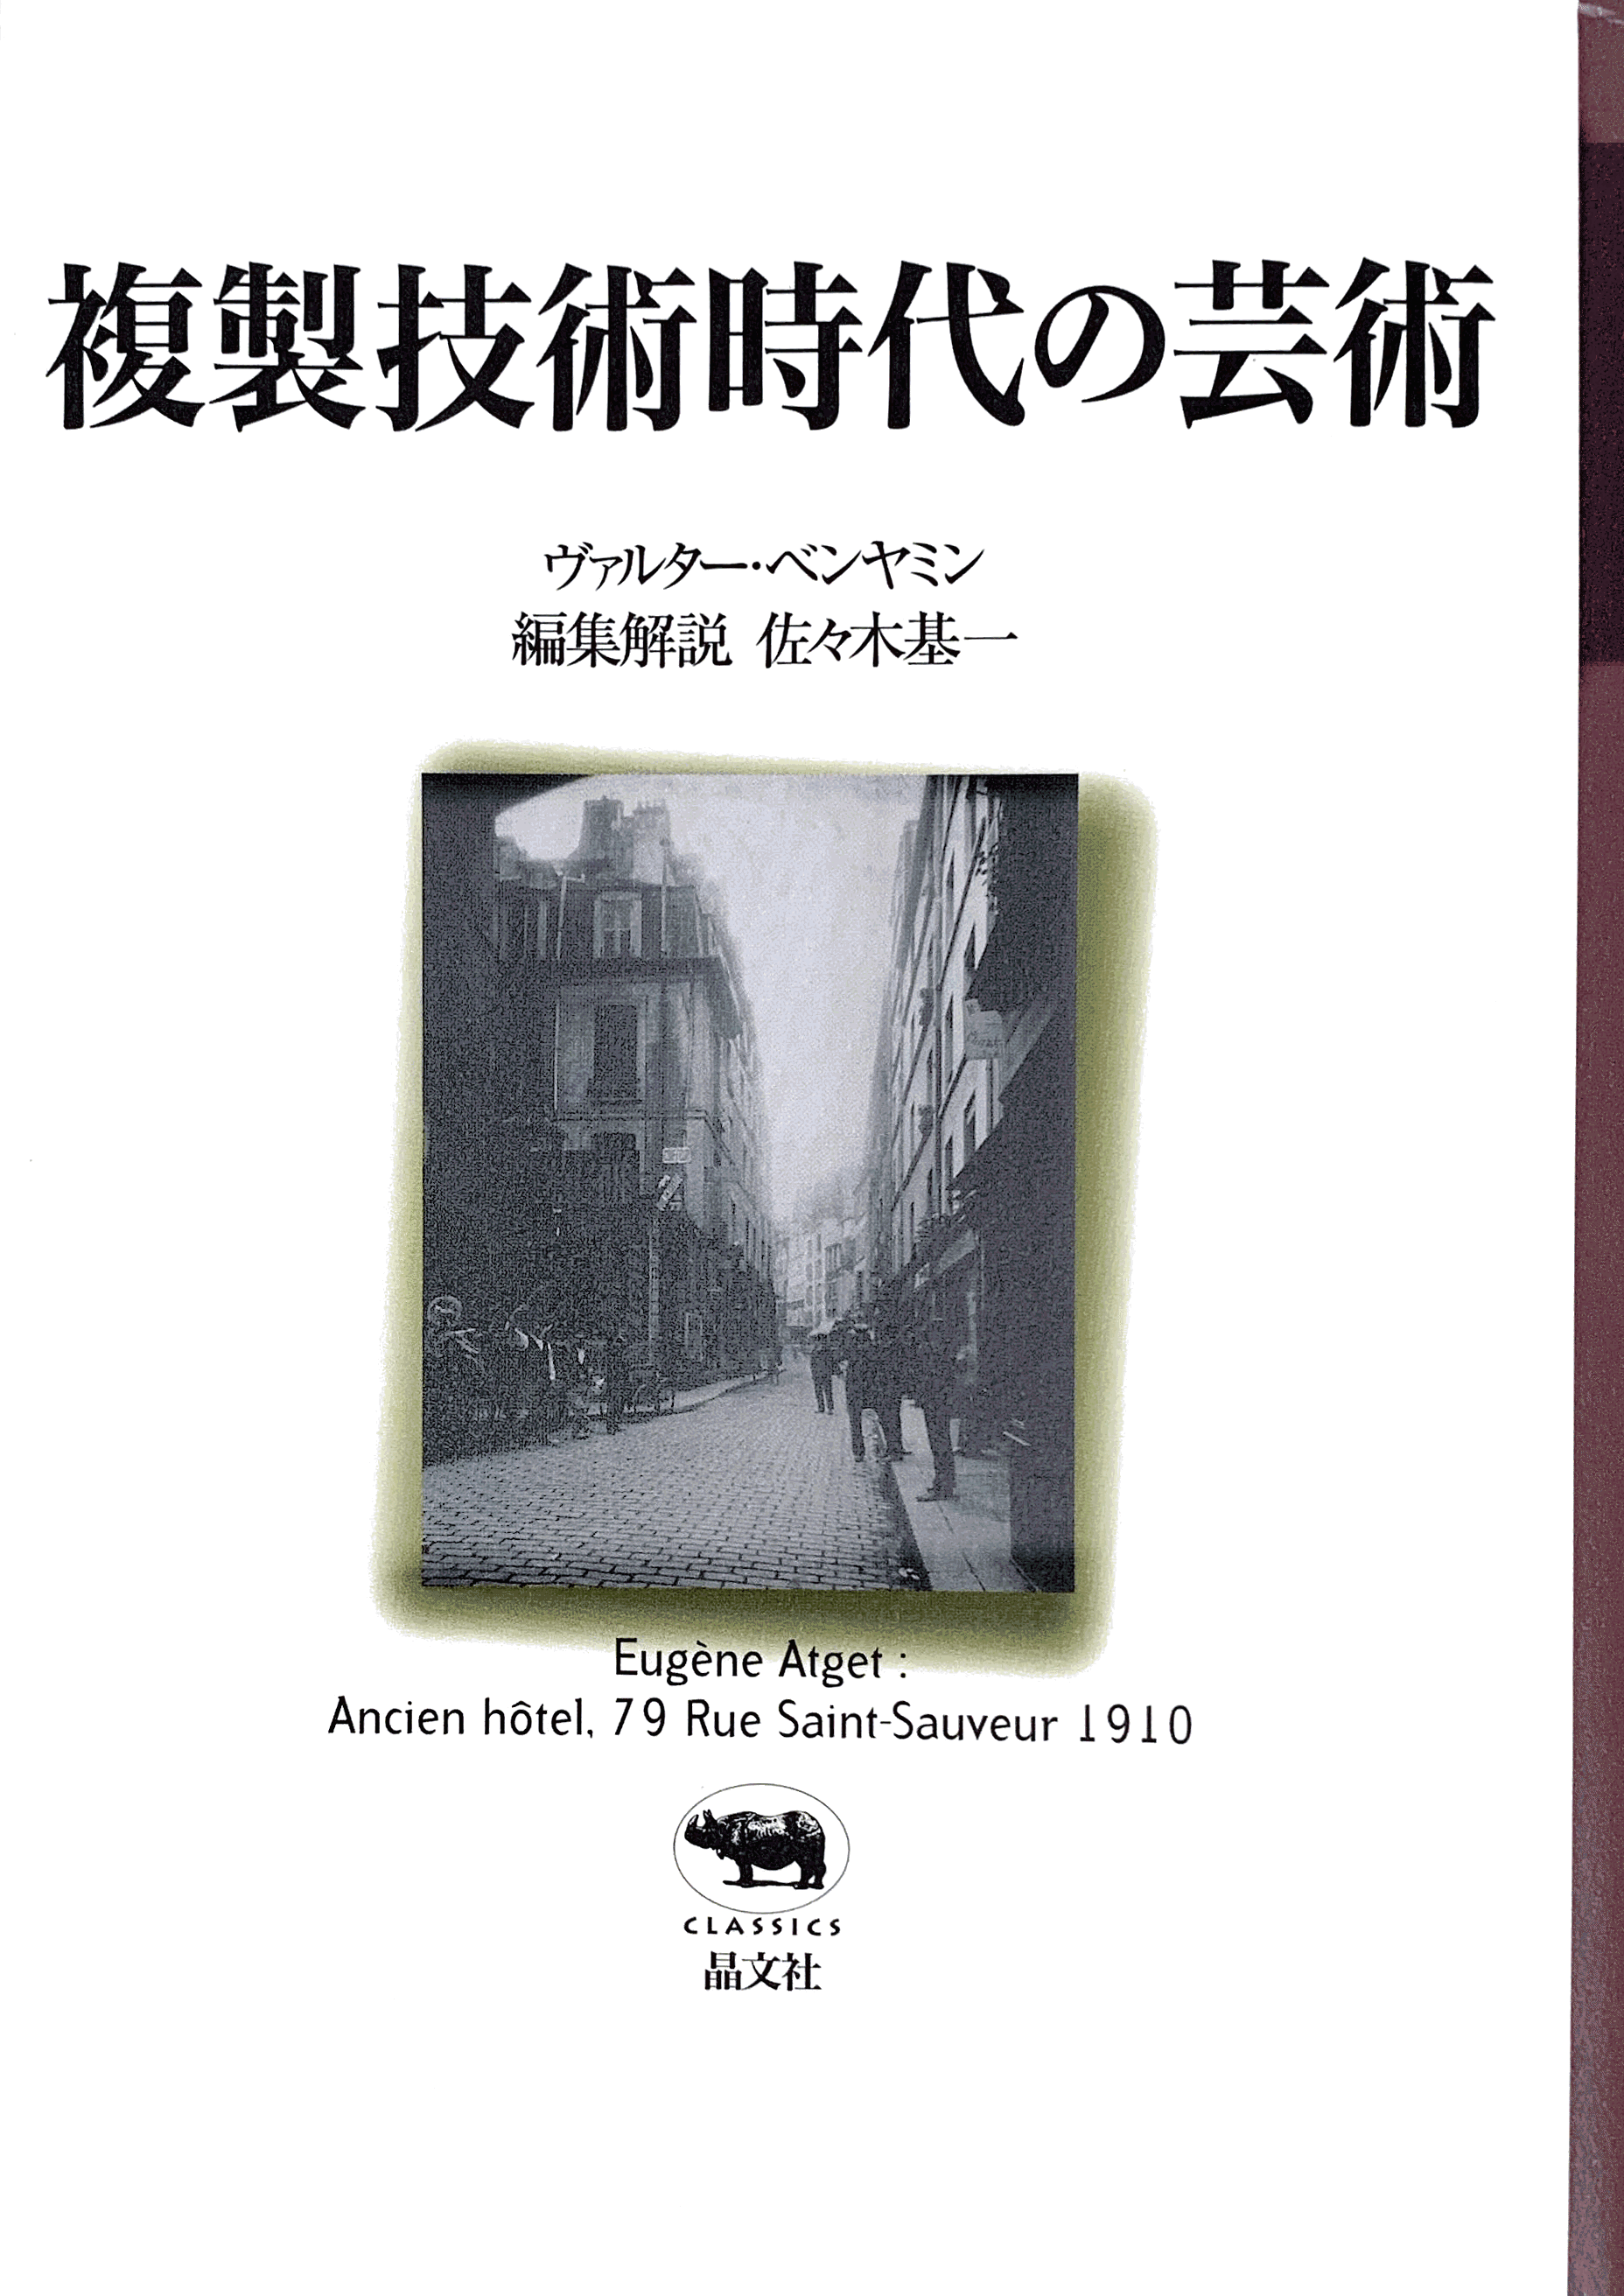 複製技術時代の芸術
ヴァルター・ベンヤミン
編集解説 佐々木基一
Eugène Atget :
Ancien hôtel, 79 Rue Saint-Sauveur 1910
CLASSICS
晶文社